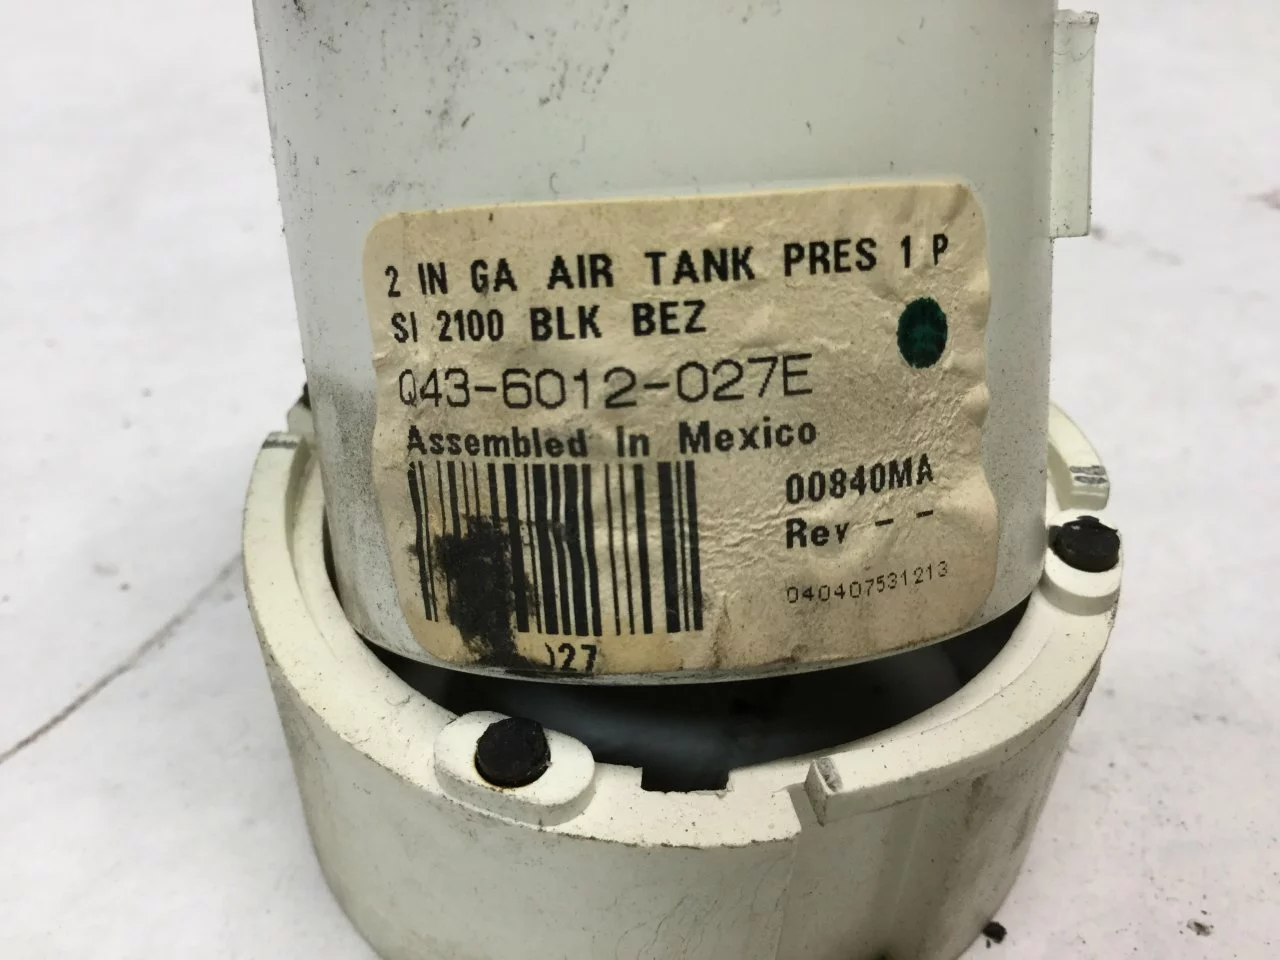 2 IN GA AIR TANK PRES 1 P
SI 2100 BLK BEZ
Q43-6012-027E
Assembled In Mexico
00840MA
Rev - -
040407531213
027